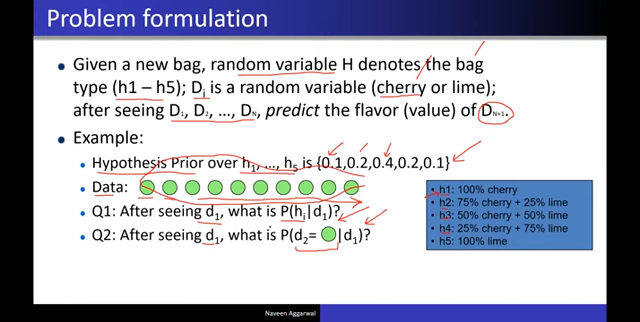 Problem formulation
• Given a new bag, random variable H denotes the bag
type (h1 – h5); Di is a random variable (cherry or lime);
after seeing D1, D2, …, DN, predict the flavor (value) of
DN+1.
• Example:
• Hypothesis Prior over h1, …, h5 is {0.1,0.2,0.4,0.2,0.1}
• Data:
• Q1: After seeing d1, what is P(hi|d1)?
• Q2: After seeing d1, what is P(d2= |d1)?
• h1: 100% cherry
• h2: 75% cherry + 25% lime
• h3: 50% cherry + 50% lime
• h4: 25% cherry + 75% lime
• h5: 100% lime
Naveen Aggarwal